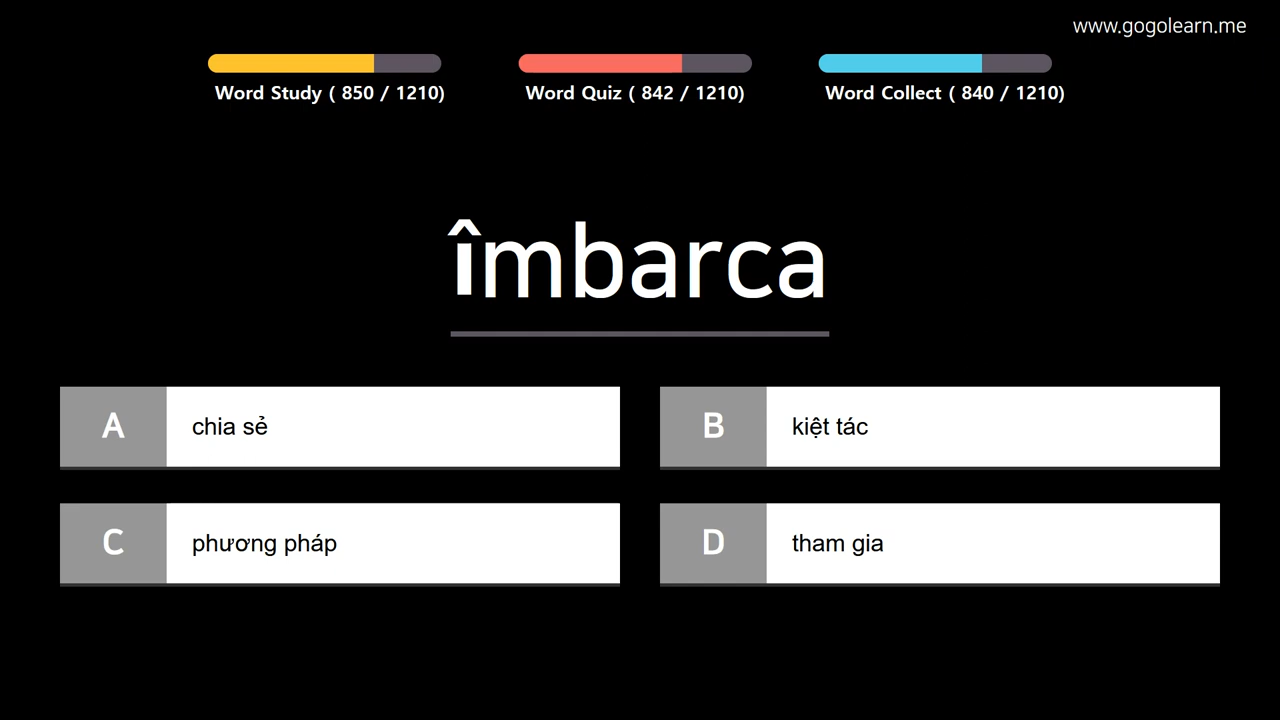 www.gogolearn.me
Word Study ( 850 / 1210)
Word Quiz ( 842 / 1210)
Word Collect ( 840 / 1210)
îmbarca
A chia sẻ
B kiệt tác
C phương pháp
D tham gia